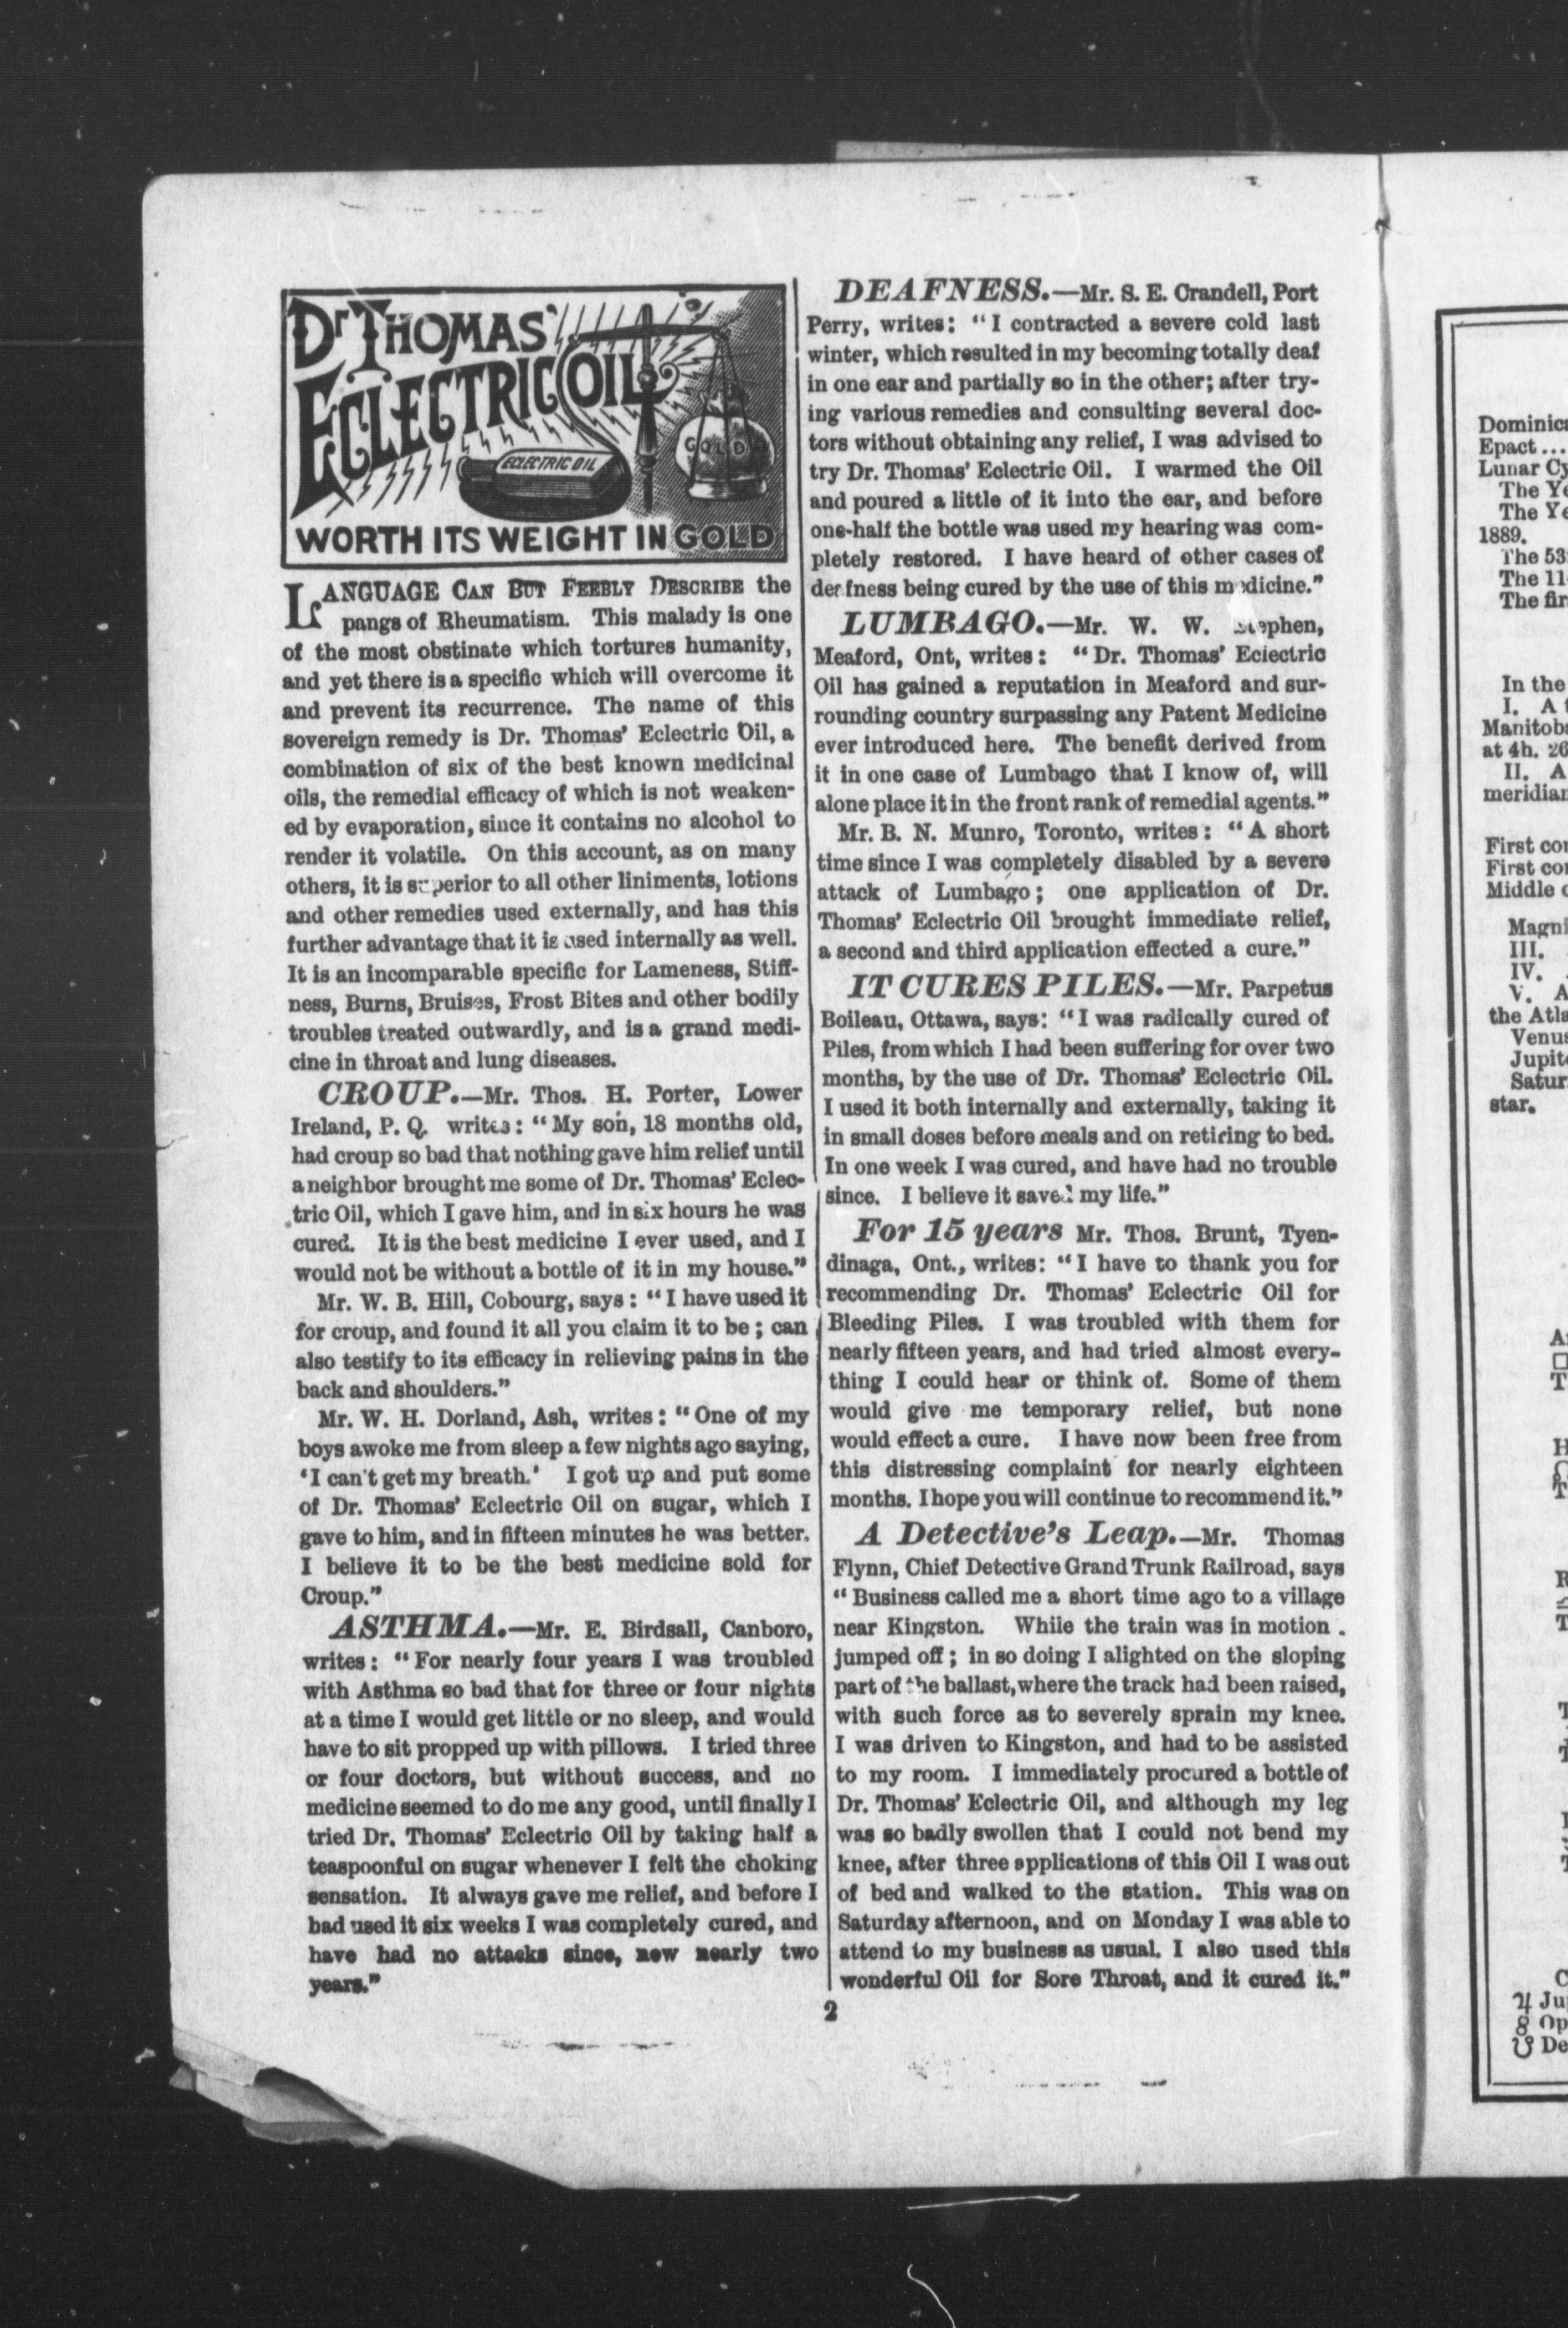 Dr THOMAS'
ECLECTRIC OIL
GOLD
ECLECTRIC OIL
WORTH ITS WEIGHT IN GOLD
LANGUAGE CAN BUT FEEBLY DESCRIBE the
pangs of Rheumatism. This malady is one
of the most obstinate which tortures humanity,
and yet there is a specific which will overcome it
and prevent its recurrence. The name of this
sovereign remedy is Dr. Thomas' Eclectric Oil, a
combination of six of the best known medicinal
oils, the remedial efficacy of which is not weaken-
ed by evaporation, since it contains no alcohol to
render it volatile. On this account, as on many
others, it is superior to all other liniments, lotions
and other remedies used externally, and has this
further advantage that it is used internally as well.
It is an incomparable specific for Lameness, Stiff-
ness, Burns, Bruises, Frost Bites and other bodily
troubles treated outwardly, and is a grand medi-
cine in throat and lung diseases.
CROUP.—Mr. Thos. H. Porter, Lower
Ireland, P. Q. writes: "My son, 18 months old,
had croup so bad that nothing gave him relief until
a neighbor brought me some of Dr. Thomas' Eclec-
tric Oil, which I gave him, and in six hours he was
cured. It is the best medicine I ever used, and I
would not be without a bottle of it in my house."
Mr. W. B. Hill, Cobourg, says: "I have used it
for croup, and found it all you claim it to be; can
also testify to its efficacy in relieving pains in the
back and shoulders."
Mr. W. H. Dorland, Ash, writes: "One of my
boys awoke me from sleep a few nights ago saying,
'I can't get my breath.' I got up and put some
of Dr. Thomas' Eclectric Oil on sugar, which I
gave to him, and in fifteen minutes he was better.
I believe it to be the best medicine sold for
Croup."
ASTHMA.—Mr. E. Birdsall, Canboro,
writes: "For nearly four years I was troubled
with Asthma so bad that for three or four nights
at a time I would get little or no sleep, and would
have to sit propped up with pillows. I tried three
or four doctors, but without success, and no
medicine seemed to do me any good, until finally I
tried Dr. Thomas' Eclectric Oil by taking half a
teaspoonful on sugar whenever I felt the choking
sensation. It always gave me relief, and before I
had used it six weeks I was completely cured, and
have had no attacks since, now nearly two
years."
DEAFNESS.—Mr. S. E. Crandell, Port
Perry, writes: "I contracted a severe cold last
winter, which resulted in my becoming totally deaf
in one ear and partially so in the other; after try-
ing various remedies and consulting several doc-
tors without obtaining any relief, I was advised to
try Dr. Thomas' Eclectric Oil. I warmed the Oil
and poured a little of it into the ear, and before
one-half the bottle was used my hearing was com-
pletely restored. I have heard of other cases of
deafness being cured by the use of this medicine."
LUMBAGO.—Mr. W. W. Stephen,
Meaford, Ont, writes: "Dr. Thomas' Eclectric
Oil has gained a reputation in Meaford and sur-
rounding country surpassing any Patent Medicine
ever introduced here. The benefit derived from
it in one case of Lumbago that I know of, will
alone place it in the front rank of remedial agents."
Mr. B. N. Munro, Toronto, writes: "A short
time since I was completely disabled by a severe
attack of Lumbago; one application of Dr.
Thomas' Eclectric Oil brought immediate relief,
a second and third application effected a cure."
IT CURES PILES.—Mr. Parpetus
Boileau, Ottawa, says: "I was radically cured of
Piles, from which I had been suffering for over two
months, by the use of Dr. Thomas' Eclectric Oil.
I used it both internally and externally, taking it
in small doses before meals and on retiring to bed.
In one week I was cured, and have had no trouble
since. I believe it saved my life."
For 15 years Mr. Thos. Brunt, Tyen-
dinaga, Ont., writes: "I have to thank you for
recommending Dr. Thomas' Eclectric Oil for
Bleeding Piles. I was troubled with them for
nearly fifteen years, and had tried almost every-
thing I could hear or think of. Some of them
would give me temporary relief, but none
would effect a cure. I have now been free from
this distressing complaint for nearly eighteen
months. I hope you will continue to recommend it."
A Detective's Leap.—Mr. Thomas
Flynn, Chief Detective Grand Trunk Railroad, says
"Business called me a short time ago to a village
near Kingston. While the train was in motion
jumped off; in so doing I alighted on the sloping
part of the ballast, where the track had been raised,
with such force as to severely sprain my knee.
I was driven to Kingston, and had to be assisted
to my room. I immediately procured a bottle of
Dr. Thomas' Eclectric Oil, and although my leg
was so badly swollen that I could not bend my
knee, after three applications of this Oil I was out
of bed and walked to the station. This was on
Saturday afternoon, and on Monday I was able to
attend to my business as usual. I also used this
wonderful Oil for Sore Throat, and it cured it."
2
Epact ...
Lunar
The
The
1889.
The 53
The 11
The
In the
I. A
at 4h. 26
II. A
First
First
Middle
III.
IV.
V. A
the
Venus
star.